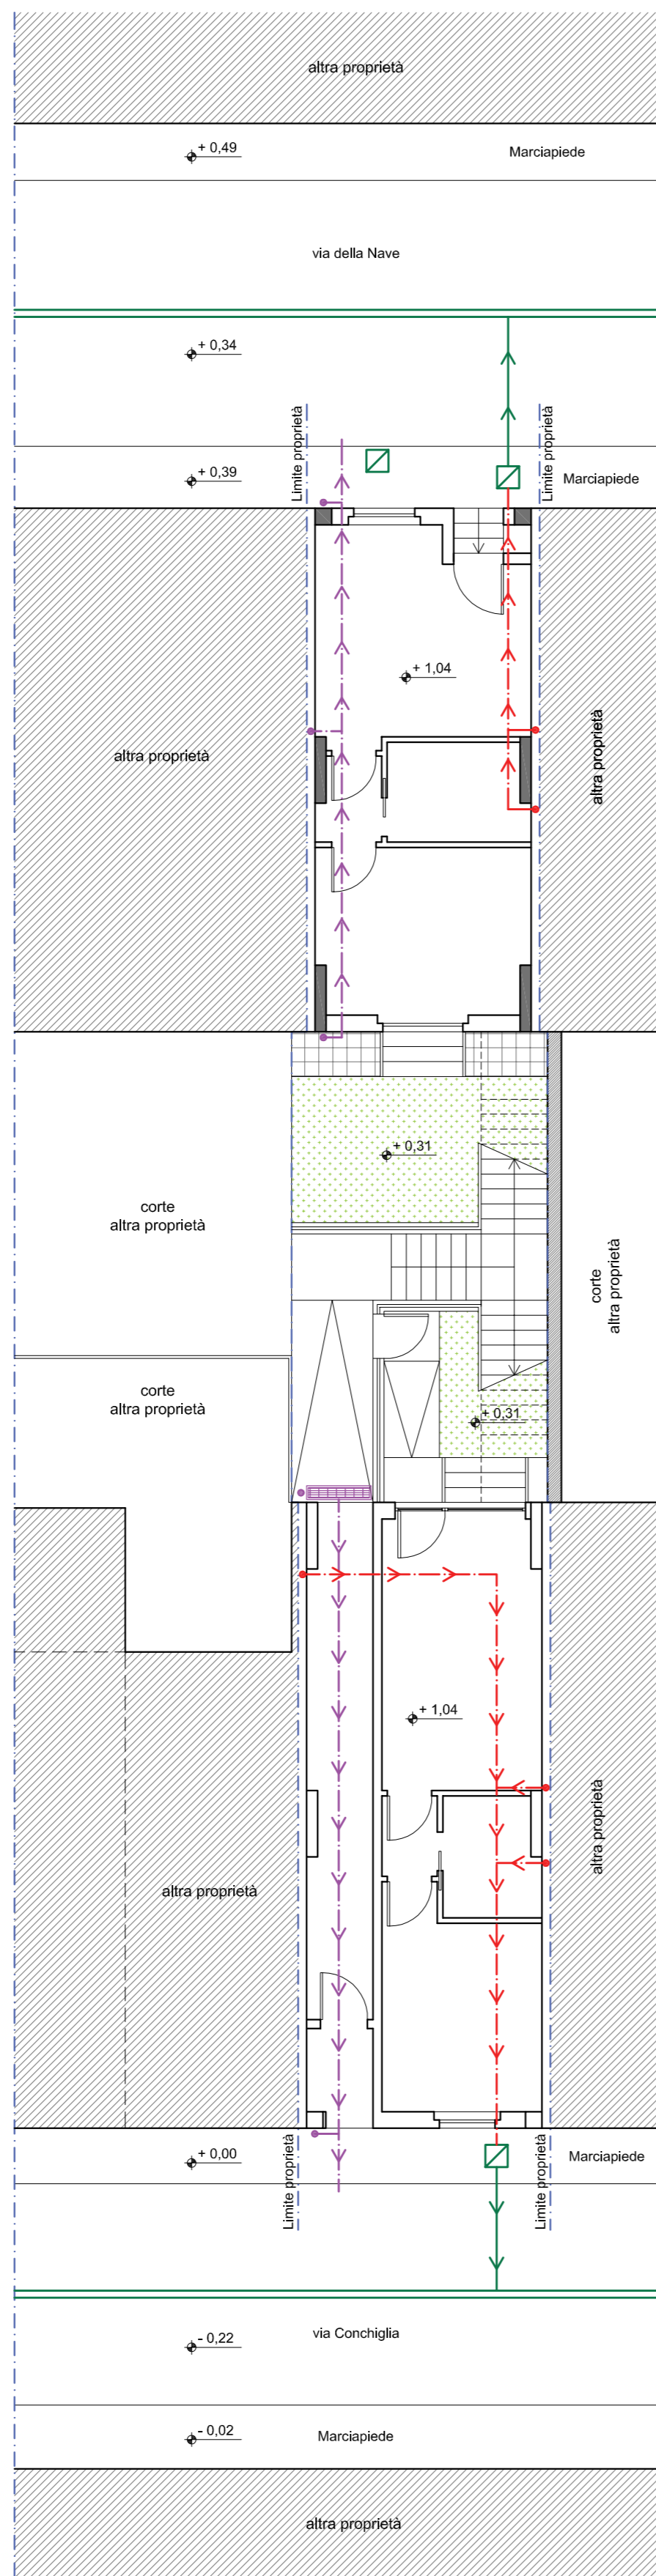 altra proprietà
+ 0,49
Marciapiede
via della Nave
+ 0,34
Limite proprietà
Limite proprietà
+ 0,39
Marciapiede
+ 1,04
altra proprietà
altra proprietà
+ 0,31
corte
altra proprietà
corte
altra proprietà
corte
altra proprietà
+ 0,31
+ 1,04
altra proprietà
altra proprietà
+ 0,00
Limite proprietà
Limite proprietà
Marciapiede
via Conchiglia
- 0,22
- 0,02
Marciapiede
altra proprietà